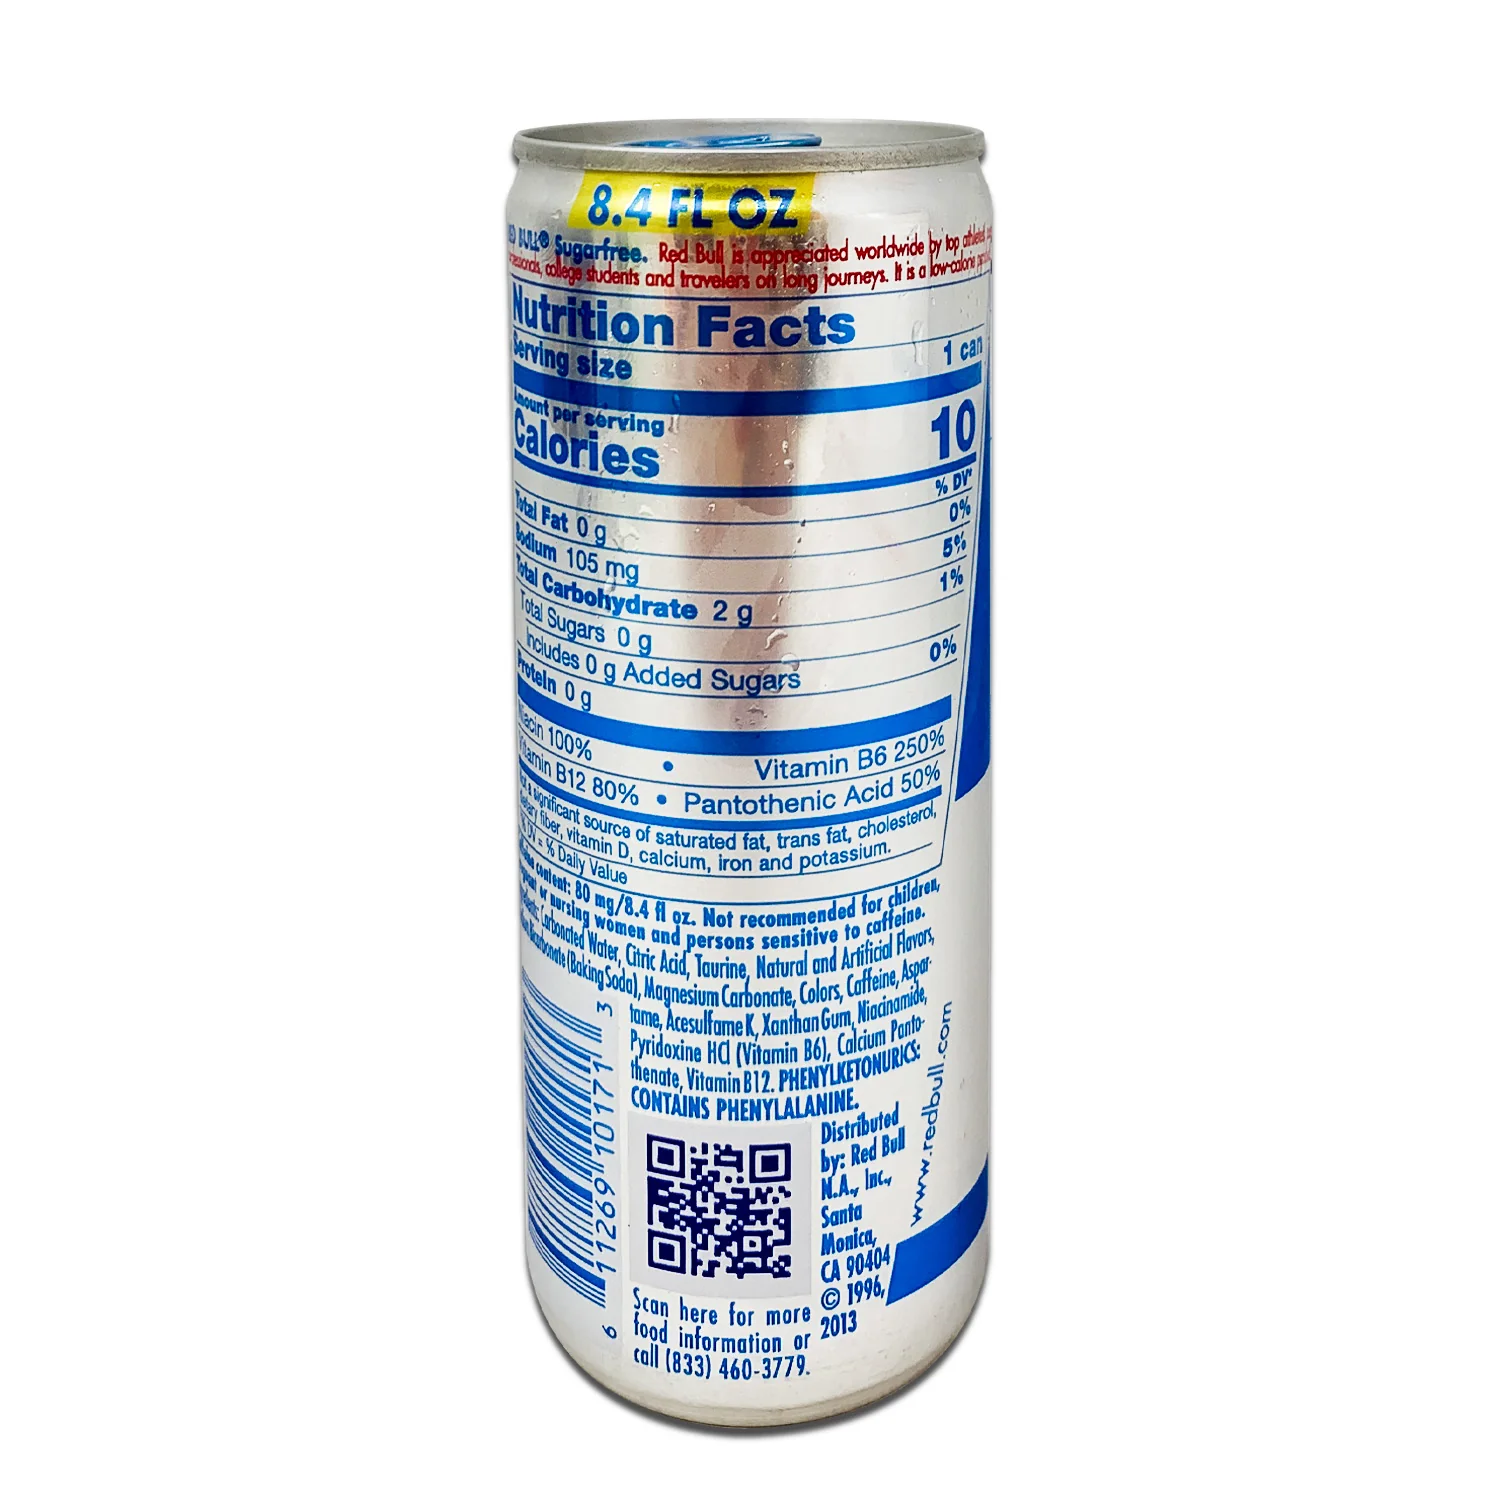 8.4 FL OZ
BULL® Sugarfree. Red Bull is appreciated worldwide by top athletes
college students and travelers on long journeys. It is a low-calorie
Nutrition Facts
Serving size 1 can
Amount per serving
Calories 10
% DV*
Total Fat 0 g 0%
Sodium 105 mg 5%
Total Carbohydrate 2 g 1%
Total Sugars 0 g
Includes 0 g Added Sugars 0%
Protein 0 g
Niacin 100% • Vitamin B6 250%
Vitamin B12 80% • Pantothenic Acid 50%
Not a significant source of saturated fat, trans fat, cholesterol,
dietary fiber, vitamin D, calcium, iron and potassium.
% DV = % Daily Value
content: 80 mg/8.4 fl oz. Not recommended for children,
or nursing women and persons sensitive to caffeine.
Carbonated Water, Citric Acid, Taurine, Natural and Artificial Flavors,
Bicarbonate (Baking Soda), Magnesium Carbonate, Colors, Caffeine, Aspar-
tame, Acesulfame K, Xanthan Gum, Niacinamide,
Pyridoxine HCl (Vitamin B6), Calcium Panto-
thenate, Vitamin B12. PHENYLKETONURICS:
CONTAINS PHENYLALANINE.
Distributed
by: Red Bull
N.A., Inc.,
Santa
Monica,
CA 90404
© 1996,
2013
www.redbull.com
Scan here for more
food information or
call (833) 460-3779.
6 11269 10171 3